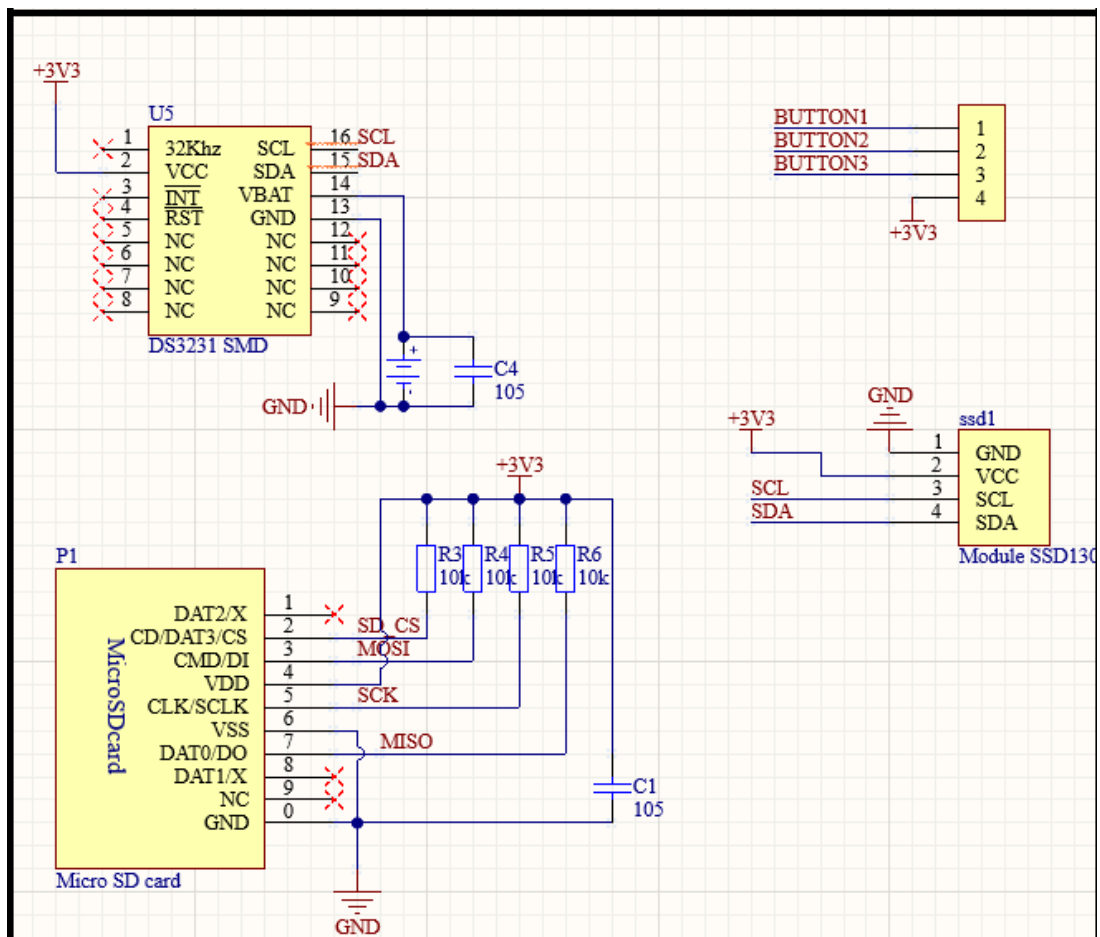 +3V3
U5
1 32Khz SCL 16 SCL
2 VCC SDA 15 SDA
3 INT VBAT 14
4 RST GND 13
5 NC NC 12
6 NC NC 11
7 NC NC 10
8 NC NC 9
DS3231 SMD
+
-
C4
105
GND
BUTTON1 1
BUTTON2 2
BUTTON3 3
4
+3V3
GND
+3V3
ssd1
1 GND
2 VCC
SCL 3 SCL
SDA 4 SDA
Module SSD130
+3V3
R3 R4 R5 R6
10k 10k 10k 10k
P1
MicroSDcard
DAT2/X 1
CD/DAT3/CS 2 SD_CS
CMD/DI 3 MOSI
VDD 4
CLK/SCLK 5 SCK
VSS 6
DAT0/DO 7 MISO
DAT1/X 8
NC 9
GND 0
C1
105
Micro SD card
GND